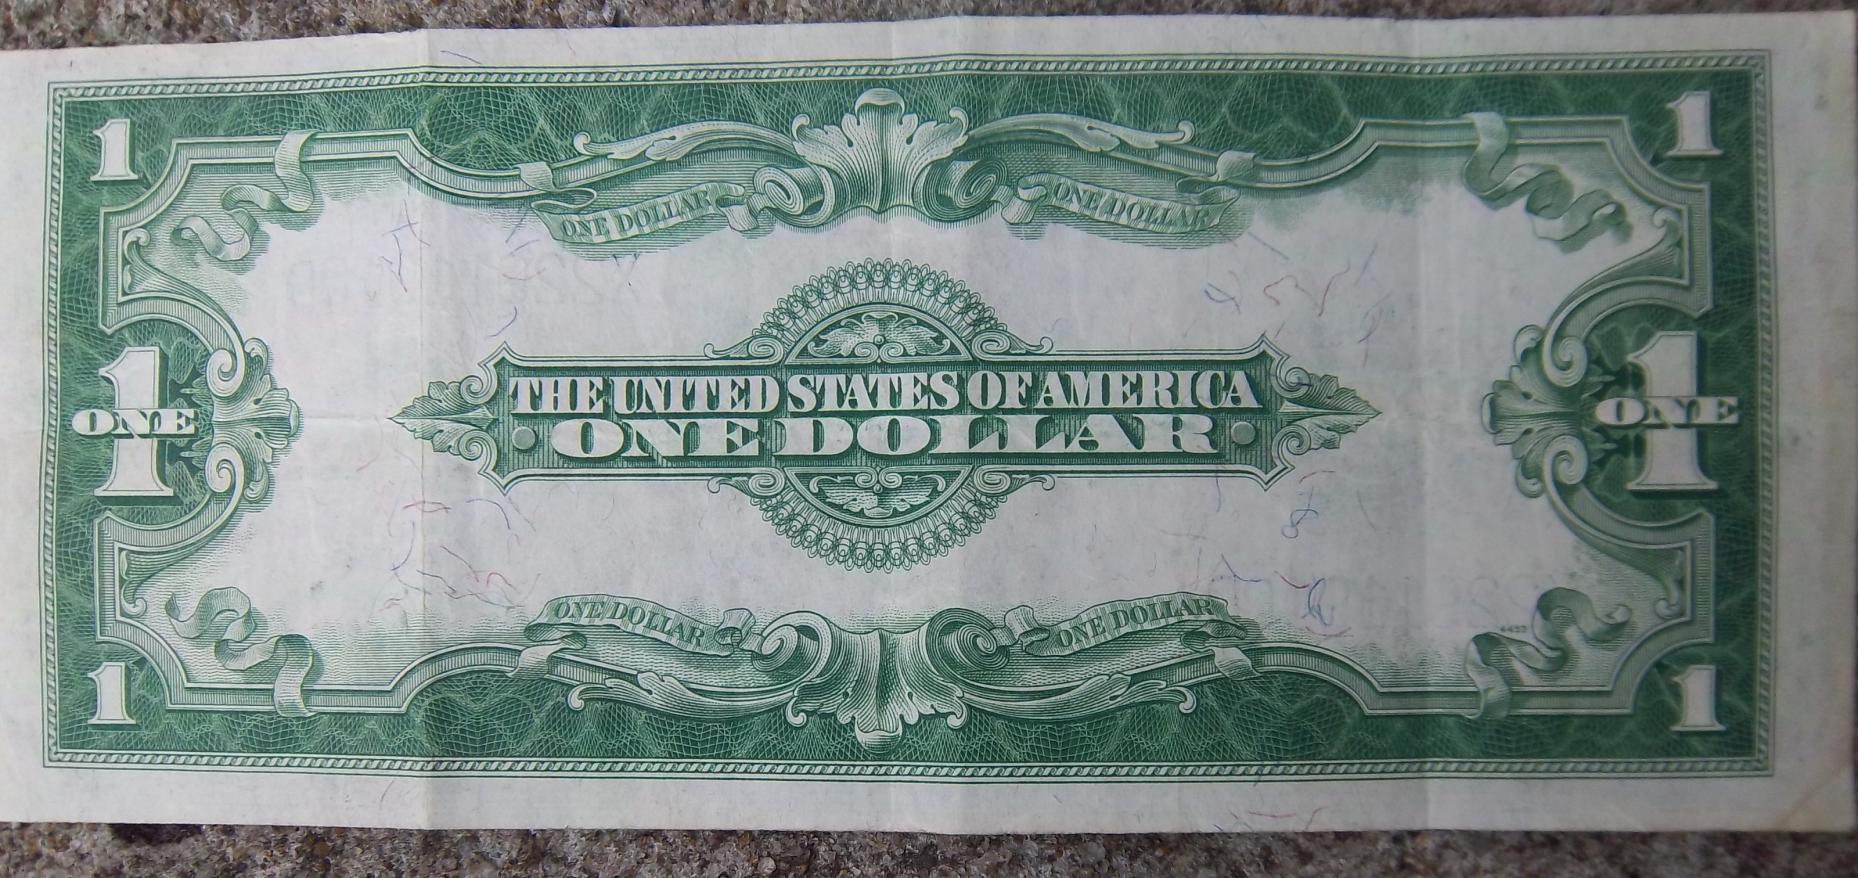 1 1
ONE DOLLAR ONE DOLLAR
THE UNITED STATES OF AMERICA
1 ONE ONE DOLLAR 1 ONE
ONE DOLLAR ONE DOLLAR
1 1